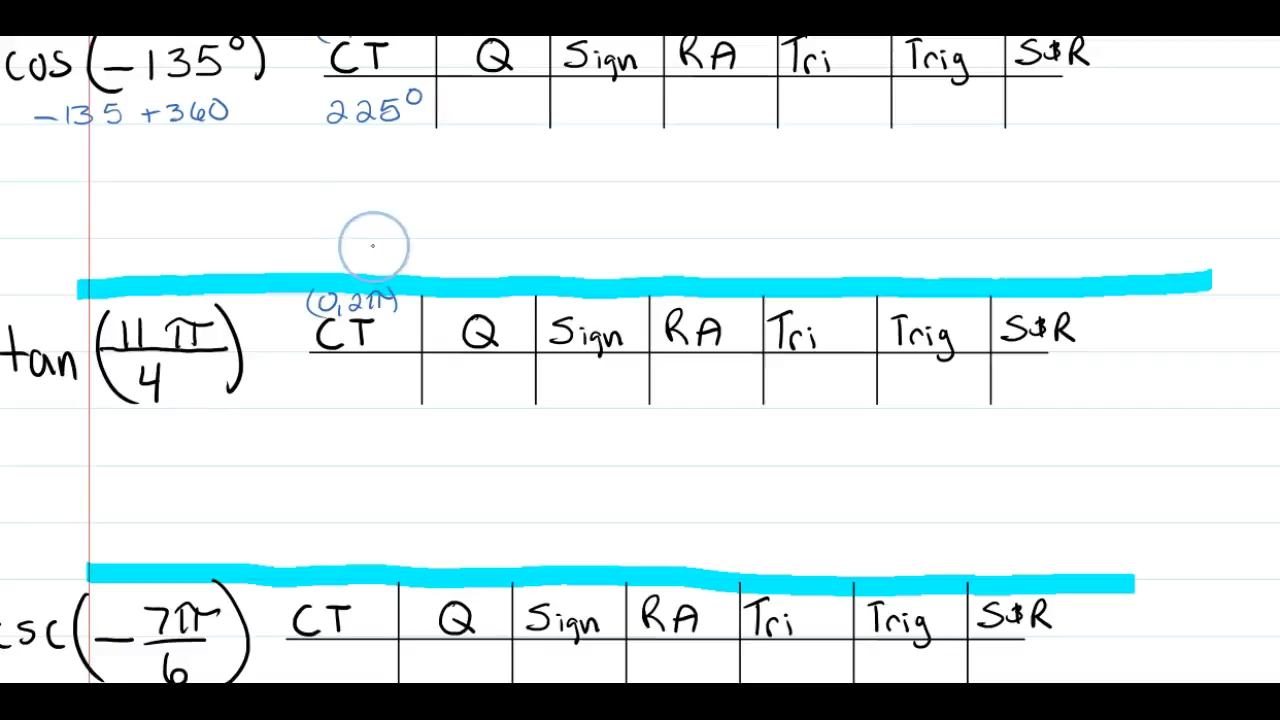 cos (-135°) CT Q Sign RA Tri Trig S&R
-135 +360 225°
(0, 2π)
tan (11π/4) CT Q Sign RA Tri Trig S&R
csc (-7π/6) CT Q Sign RA Tri Trig S&R